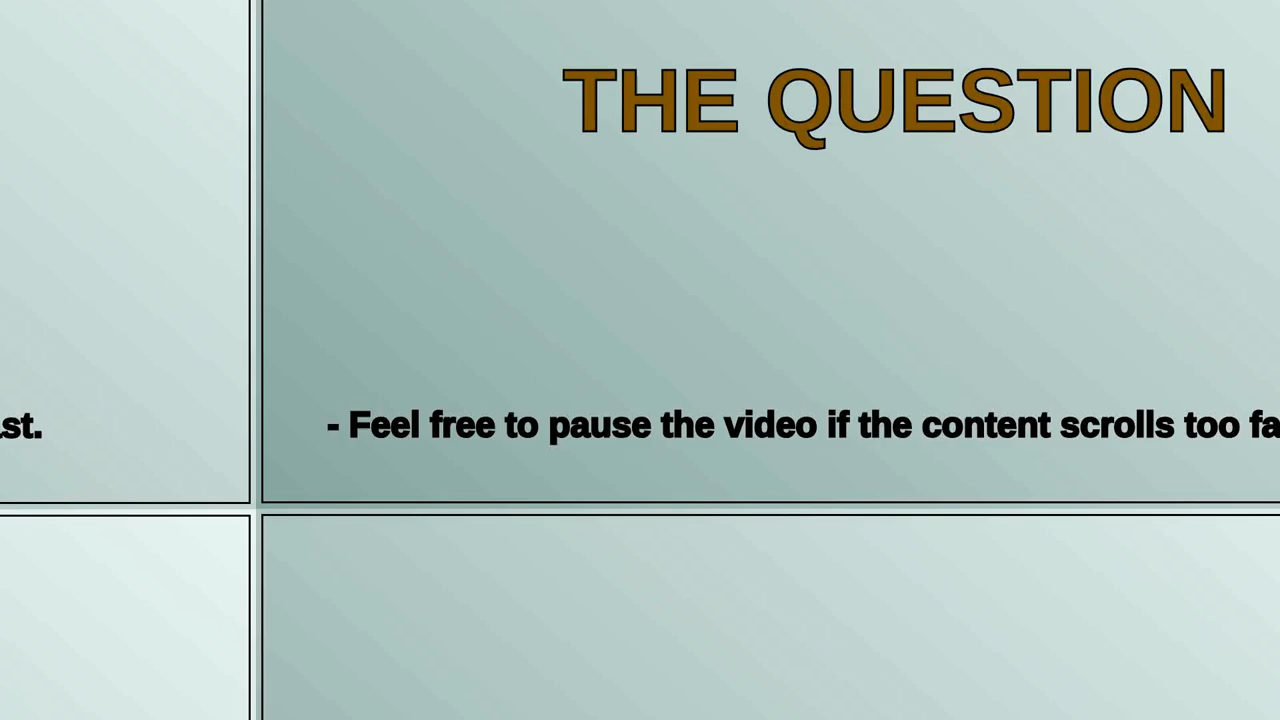 THE QUESTION
st.
- Feel free to pause the video if the content scrolls too fa